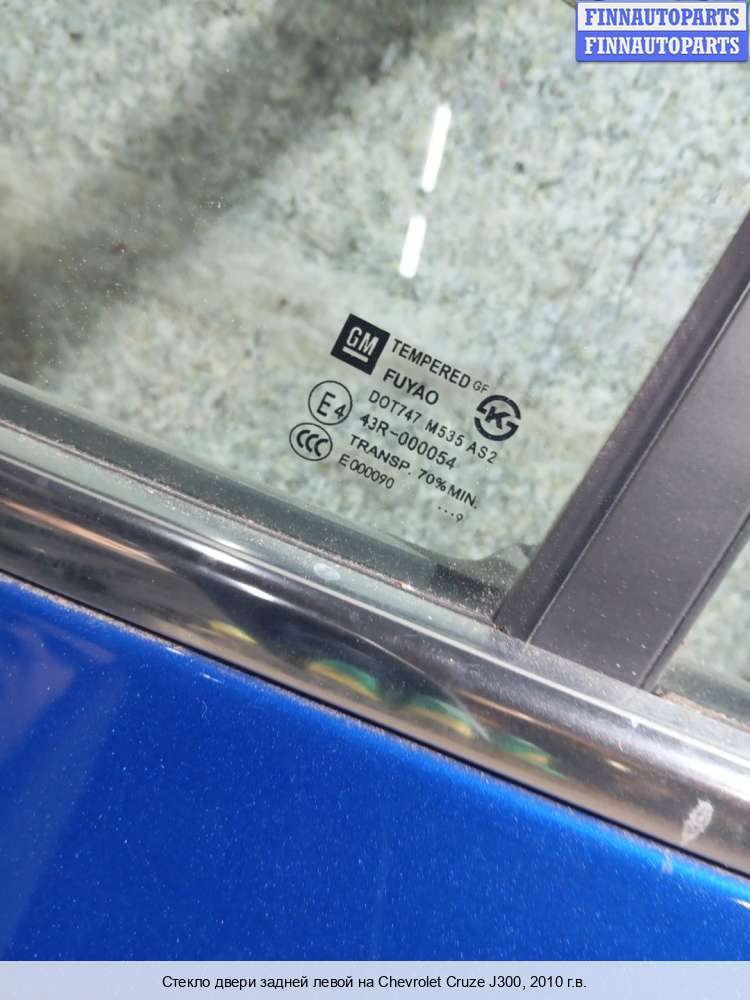 FINNAUTOPARTS
FINNAUTOPARTS
GM TEMPERED GF
FUYAO
DOT747 M535 AS2
E4 43R-000054
CCC TRANSP. 70% MIN.
E000090
...9
Стекло двери задней левой на Chevrolet Cruze J300, 2010 г.в.